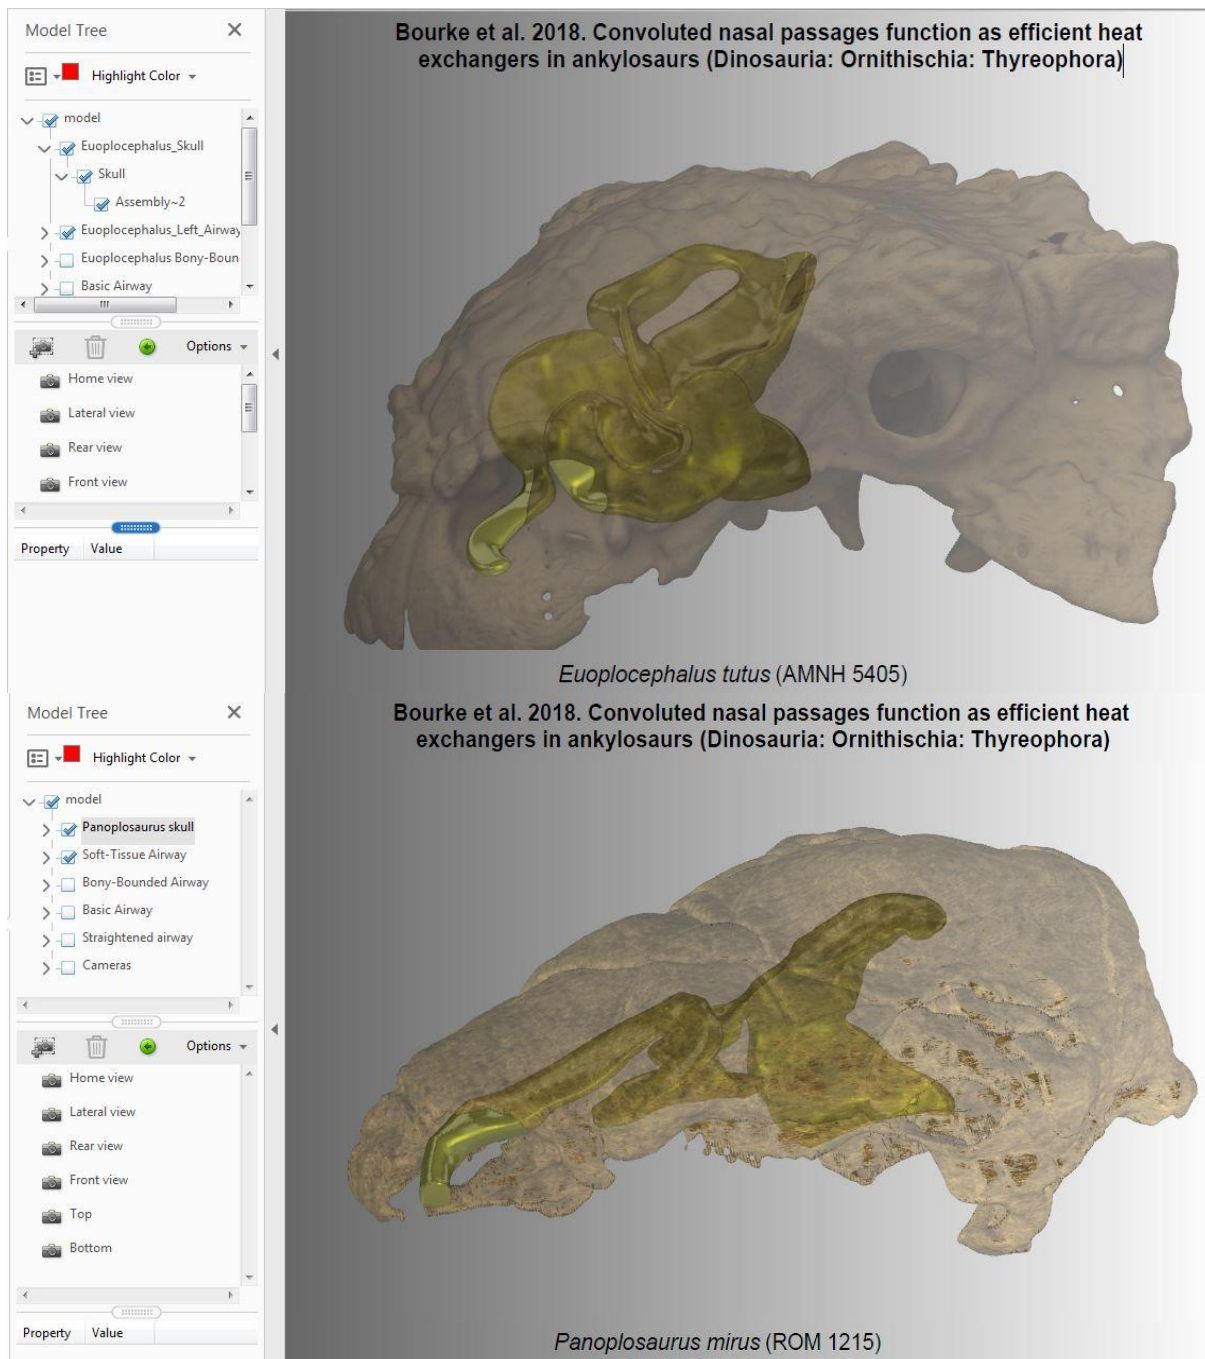 Model Tree
Highlight Color
model
Euoplocephalus_Skull
Skull
Assembly~2
Euoplocephalus_Left_Airway
Euoplocephalus Bony-Boun
Basic Airway
Options
Home view
Lateral view
Rear view
Front view
Property Value
Bourke et al. 2018. Convoluted nasal passages function as efficient heat
exchangers in ankylosaurs (Dinosauria: Ornithischia: Thyreophora)
Euoplocephalus tutus (AMNH 5405)
Model Tree
Highlight Color
model
Panoplosaurus skull
Soft-Tissue Airway
Bony-Bounded Airway
Basic Airway
Straightened airway
Cameras
Options
Home view
Lateral view
Rear view
Front view
Top
Bottom
Property Value
Bourke et al. 2018. Convoluted nasal passages function as efficient heat
exchangers in ankylosaurs (Dinosauria: Ornithischia: Thyreophora)
Panoplosaurus mirus (ROM 1215)